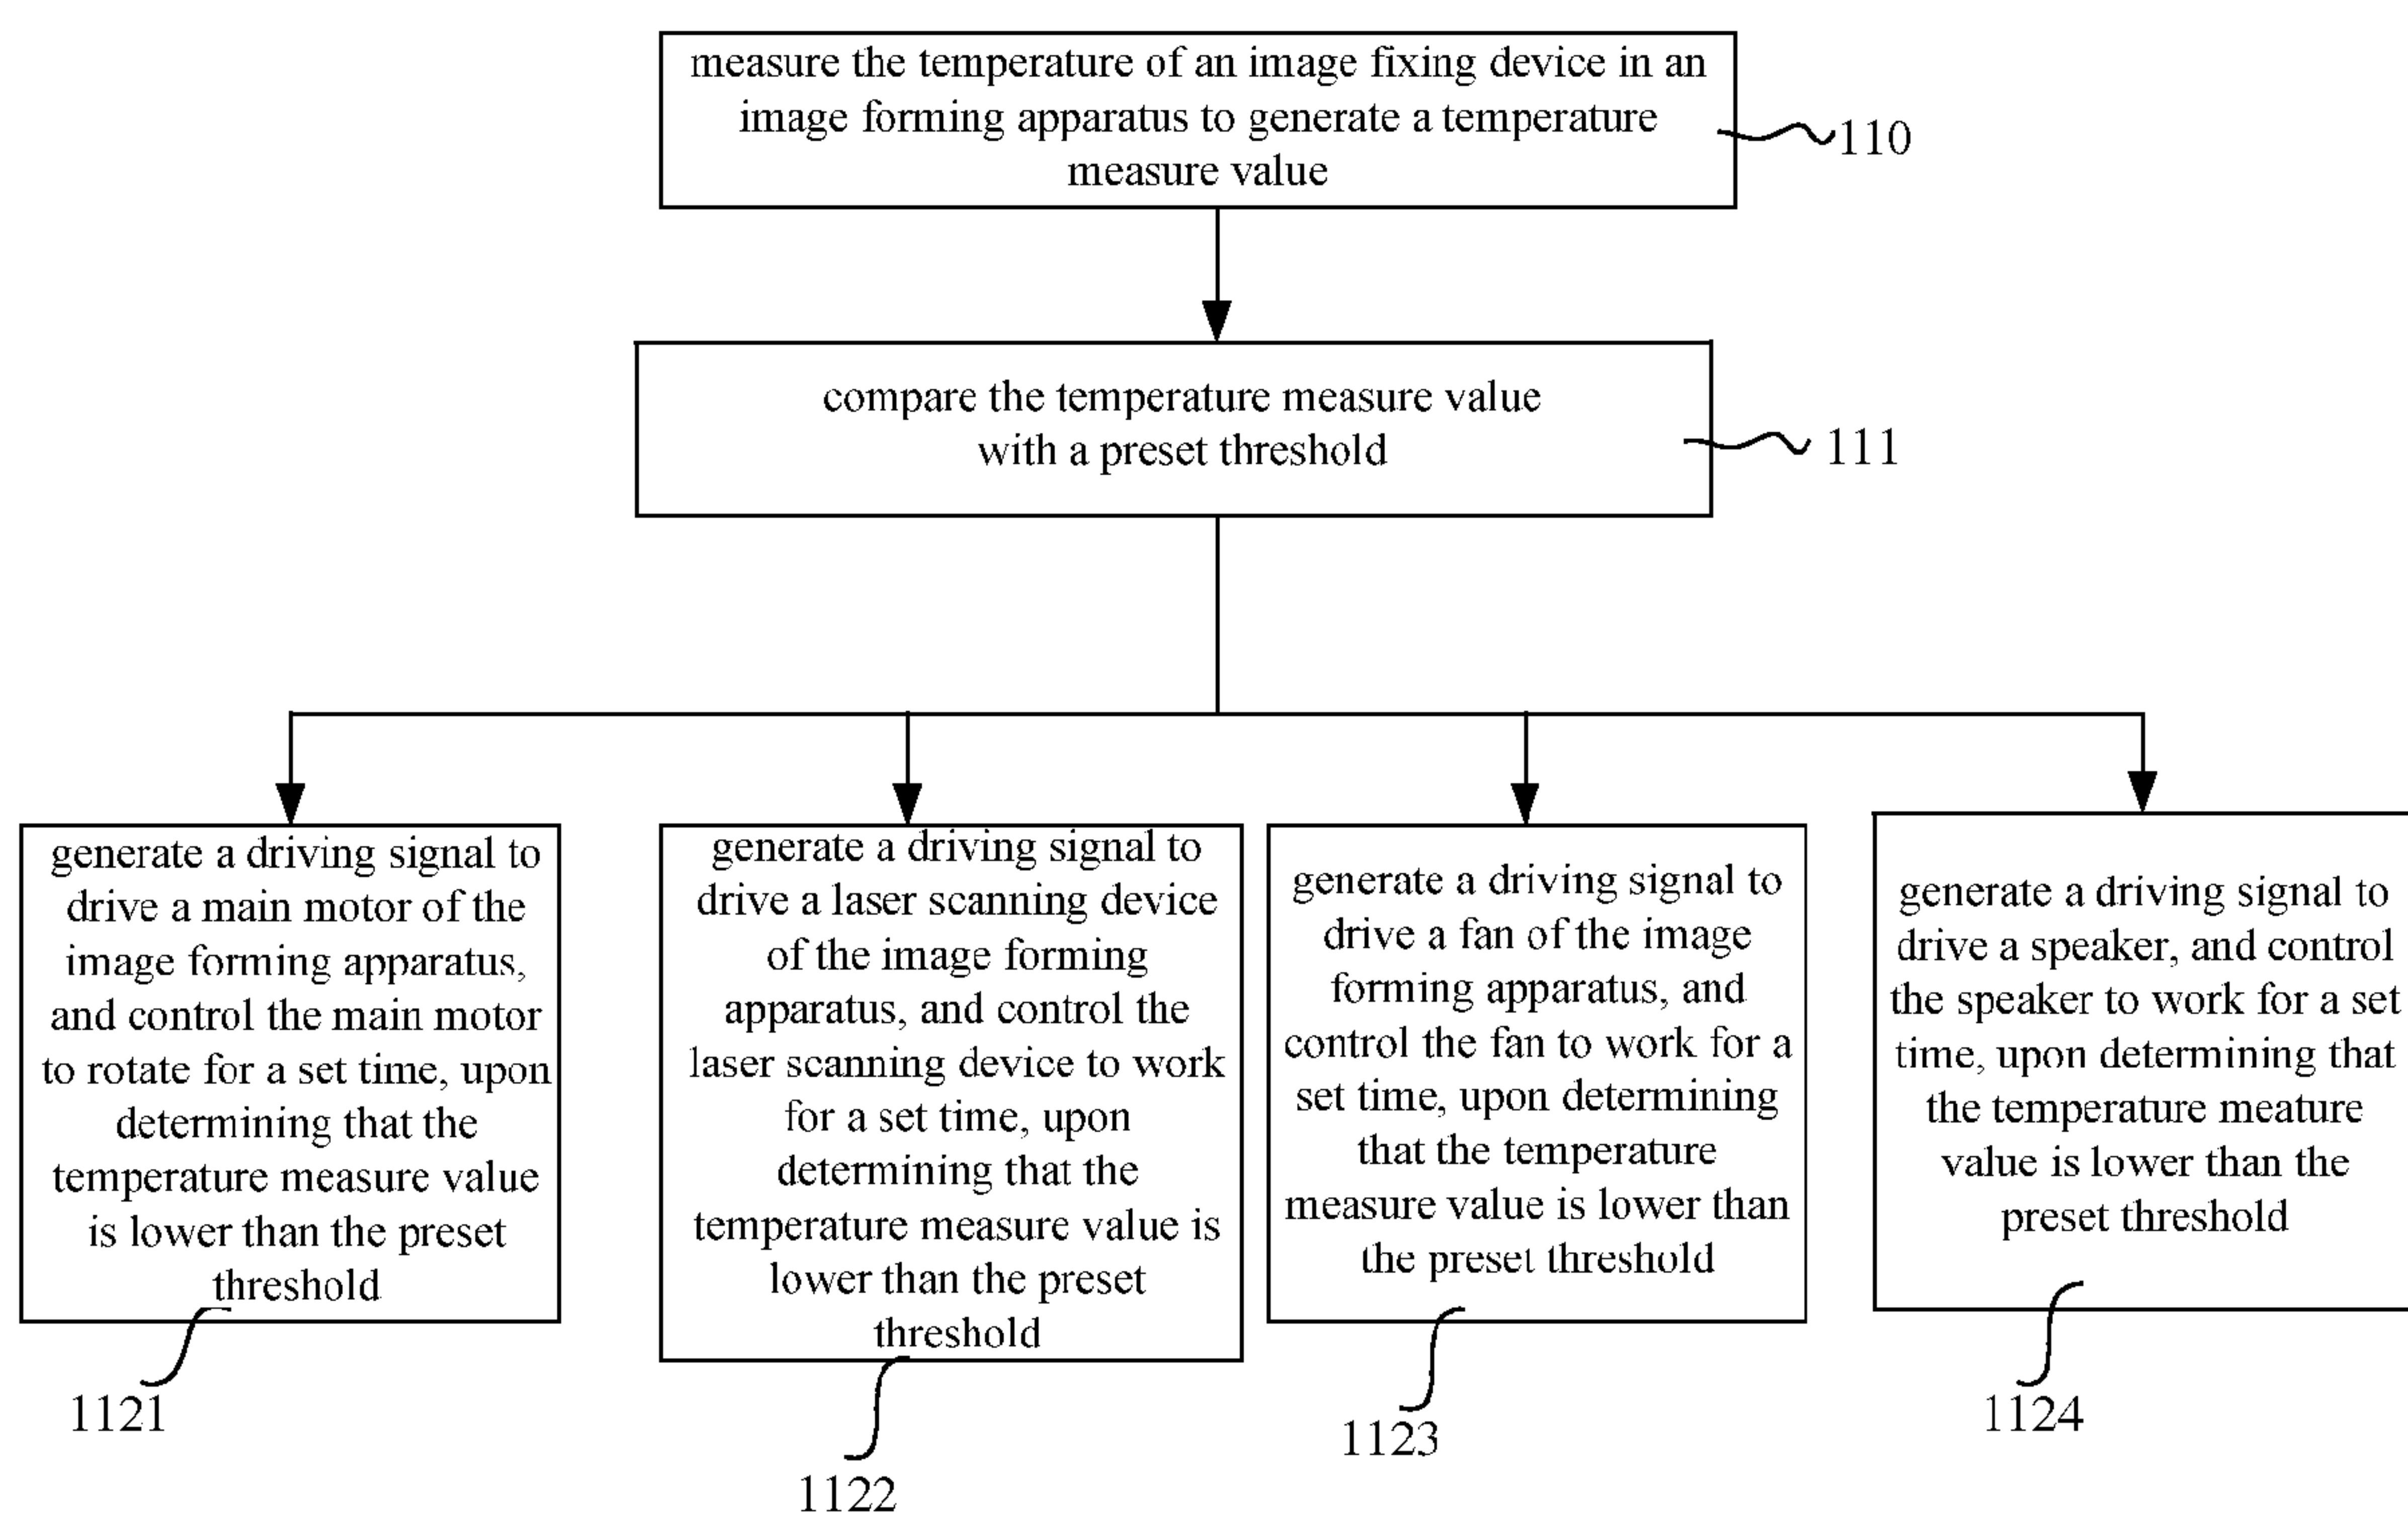 measure the temperature of an image fixing device in an
image forming apparatus to generate a temperature
measure value
110
compare the temperature measure value
with a preset threshold
111
generate a driving signal to
drive a main motor of the
image forming apparatus,
and control the main motor
to rotate for a set time, upon
determining that the
temperature measure value
is lower than the preset
threshold
1121
generate a driving signal to
drive a laser scanning device
of the image forming
apparatus, and control the
laser scanning device to work
for a set time, upon
determining that the
temperature measure value is
lower than the preset
threshold
1122
generate a driving signal to
drive a fan of the image
forming apparatus, and
control the fan to work for a
set time, upon determining
that the temperature
measure value is lower than
the preset threshold
1123
generate a driving signal to
drive a speaker, and control
the speaker to work for a set
time, upon determining that
the temperature meature
value is lower than the
preset threshold
1124